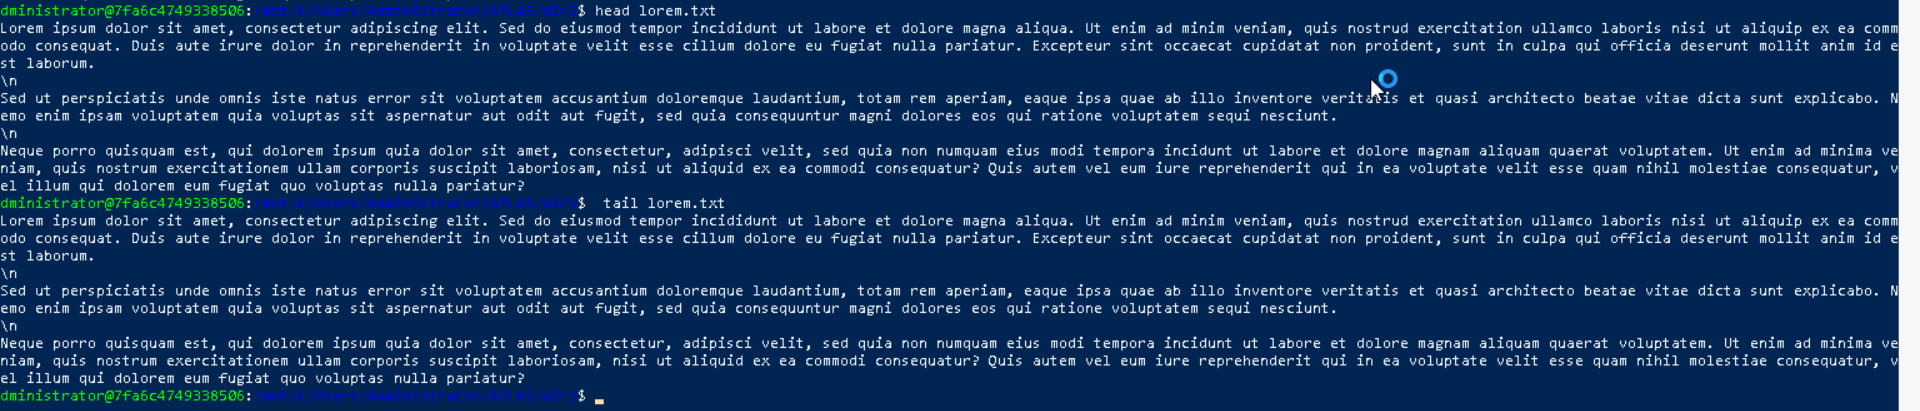 dministrator@7fa6c4749338506:/mnt/c/Users/Administrator/ATLAS/dir2$ head lorem.txt
Lorem ipsum dolor sit amet, consectetur adipiscing elit. Sed do eiusmod tempor incididunt ut labore et dolore magna aliqua. Ut enim ad minim veniam, quis nostrud exercitation ullamco laboris nisi ut aliquip ex ea comm
odo consequat. Duis aute irure dolor in reprehenderit in voluptate velit esse cillum dolore eu fugiat nulla pariatur. Excepteur sint occaecat cupidatat non proident, sunt in culpa qui officia deserunt mollit anim id e
st laborum.
\n
Sed ut perspiciatis unde omnis iste natus error sit voluptatem accusantium doloremque laudantium, totam rem aperiam, eaque ipsa quae ab illo inventore veritatis et quasi architecto beatae vitae dicta sunt explicabo. N
emo enim ipsam voluptatem quia voluptas sit aspernatur aut odit aut fugit, sed quia consequuntur magni dolores eos qui ratione voluptatem sequi nesciunt.
\n
Neque porro quisquam est, qui dolorem ipsum quia dolor sit amet, consectetur, adipisci velit, sed quia non numquam eius modi tempora incidunt ut labore et dolore magnam aliquam quaerat voluptatem. Ut enim ad minima ve
niam, quis nostrum exercitationem ullam corporis suscipit laboriosam, nisi ut aliquid ex ea commodi consequatur? Quis autem vel eum iure reprehenderit qui in ea voluptate velit esse quam nihil molestiae consequatur, v
el illum qui dolorem eum fugiat quo voluptas nulla pariatur?
dministrator@7fa6c4749338506:/mnt/c/Users/Administrator/ATLAS/dir2$  tail lorem.txt
Lorem ipsum dolor sit amet, consectetur adipiscing elit. Sed do eiusmod tempor incididunt ut labore et dolore magna aliqua. Ut enim ad minim veniam, quis nostrud exercitation ullamco laboris nisi ut aliquip ex ea comm
odo consequat. Duis aute irure dolor in reprehenderit in voluptate velit esse cillum dolore eu fugiat nulla pariatur. Excepteur sint occaecat cupidatat non proident, sunt in culpa qui officia deserunt mollit anim id e
st laborum.
\n
Sed ut perspiciatis unde omnis iste natus error sit voluptatem accusantium doloremque laudantium, totam rem aperiam, eaque ipsa quae ab illo inventore veritatis et quasi architecto beatae vitae dicta sunt explicabo. N
emo enim ipsam voluptatem quia voluptas sit aspernatur aut odit aut fugit, sed quia consequuntur magni dolores eos qui ratione voluptatem sequi nesciunt.
\n
Neque porro quisquam est, qui dolorem ipsum quia dolor sit amet, consectetur, adipisci velit, sed quia non numquam eius modi tempora incidunt ut labore et dolore magnam aliquam quaerat voluptatem. Ut enim ad minima ve
niam, quis nostrum exercitationem ullam corporis suscipit laboriosam, nisi ut aliquid ex ea commodi consequatur? Quis autem vel eum iure reprehenderit qui in ea voluptate velit esse quam nihil molestiae consequatur, v
el illum qui dolorem eum fugiat quo voluptas nulla pariatur?
dministrator@7fa6c4749338506:/mnt/c/Users/Administrator/ATLAS/dir2$